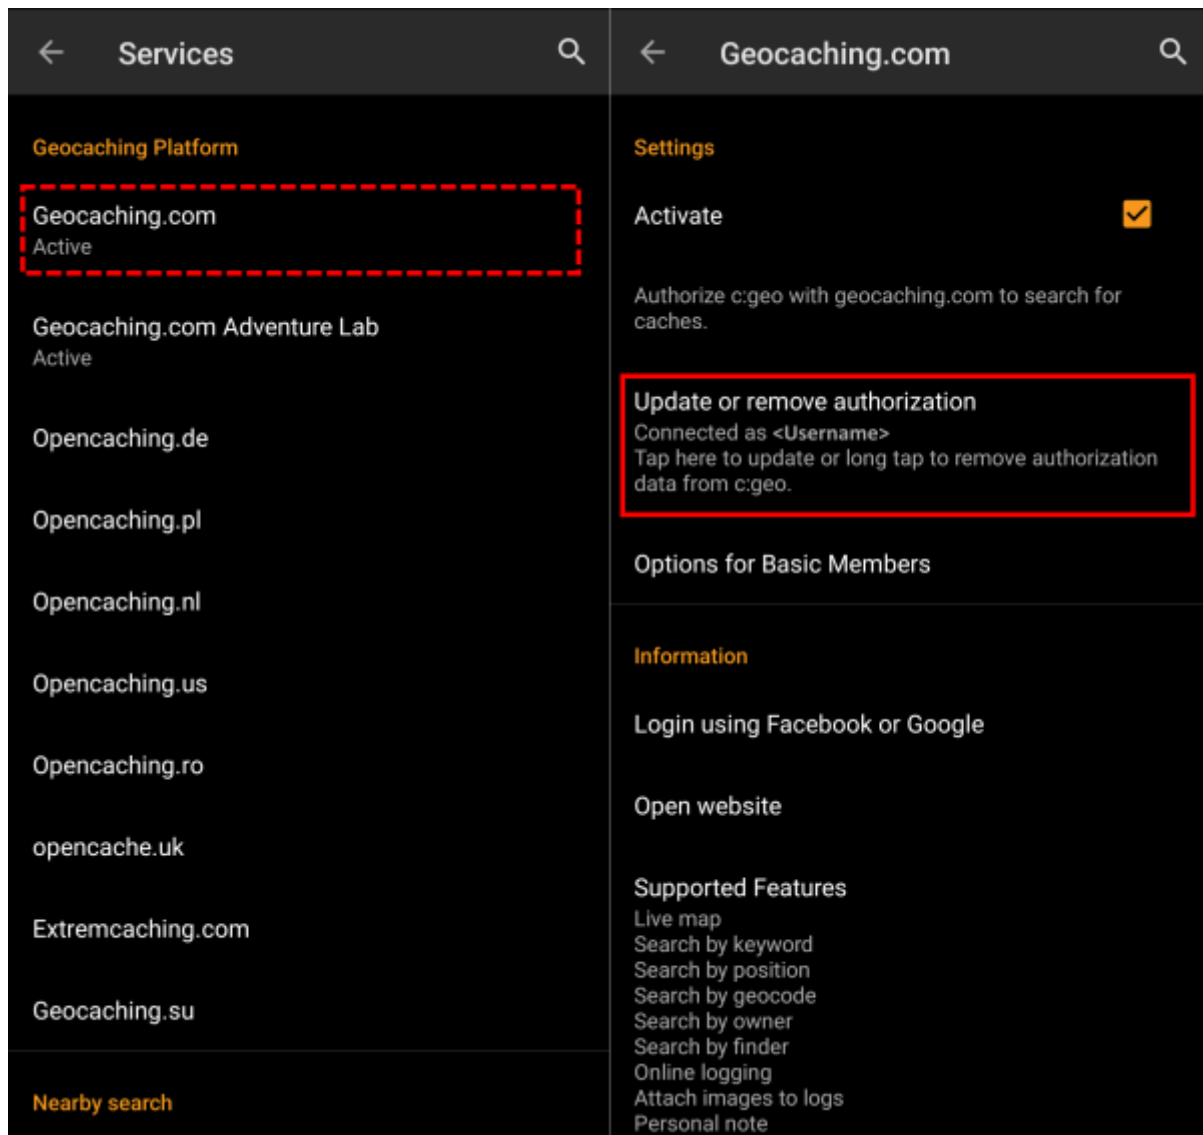 Services
Geocaching Platform
Geocaching.com
Active
Geocaching.com Adventure Lab
Active
Opencaching.de
Opencaching.pl
Opencaching.nl
Opencaching.us
Opencaching.ro
opencache.uk
Extremcaching.com
Geocaching.su
Nearby search
Geocaching.com
Settings
Activate
Authorize c:geo with geocaching.com to search for
caches.
Update or remove authorization
Connected as <Username>
Tap here to update or long tap to remove authorization
data from c:geo.
Options for Basic Members
Information
Login using Facebook or Google
Open website
Supported Features
Live map
Search by keyword
Search by position
Search by geocode
Search by owner
Search by finder
Online logging
Attach images to logs
Personal note